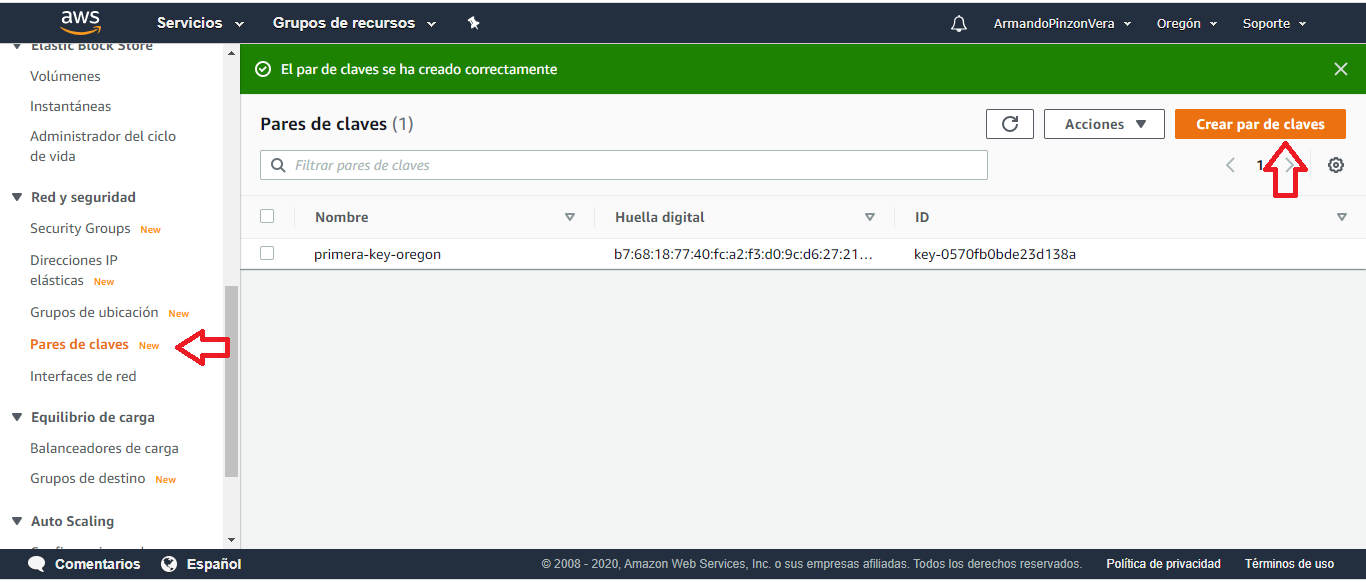 aws
Servicios
Grupos de recursos
ArmandoPinzonVera
Oregón
Soporte
Elastic Block Store
Volúmenes
Instantáneas
Administrador del ciclo
de vida
Red y seguridad
Security Groups New
Direcciones IP
elásticas New
Grupos de ubicación New
Pares de claves New
Interfaces de red
Equilibrio de carga
Balanceadores de carga
Grupos de destino New
Auto Scaling
El par de claves se ha creado correctamente
Pares de claves (1)
Acciones
Crear par de claves
Filtrar pares de claves
1
Nombre
Huella digital
ID
primera-key-oregon
b7:68:18:77:40:fc:a2:f3:d0:9c:d6:27:21...
key-0570fb0bde23d138a
Comentarios
Español
© 2008 - 2020, Amazon Web Services, Inc. o sus empresas afiliadas. Todos los derechos reservados.
Política de privacidad
Términos de uso